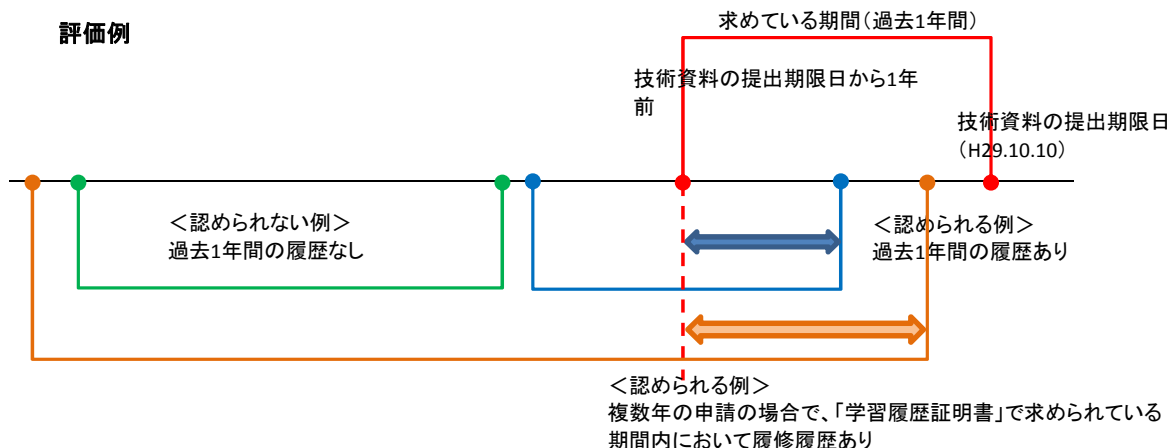 評価例
求めている期間（過去1年間）
技術資料の提出期限日から1年
前
技術資料の提出期限日
（H29.10.10）
＜認められない例＞
過去1年間の履歴なし
＜認められる例＞
過去1年間の履歴あり
＜認められる例＞
複数年の申請の場合で、「学習履歴証明書」で求められている
期間内において履修履歴あり